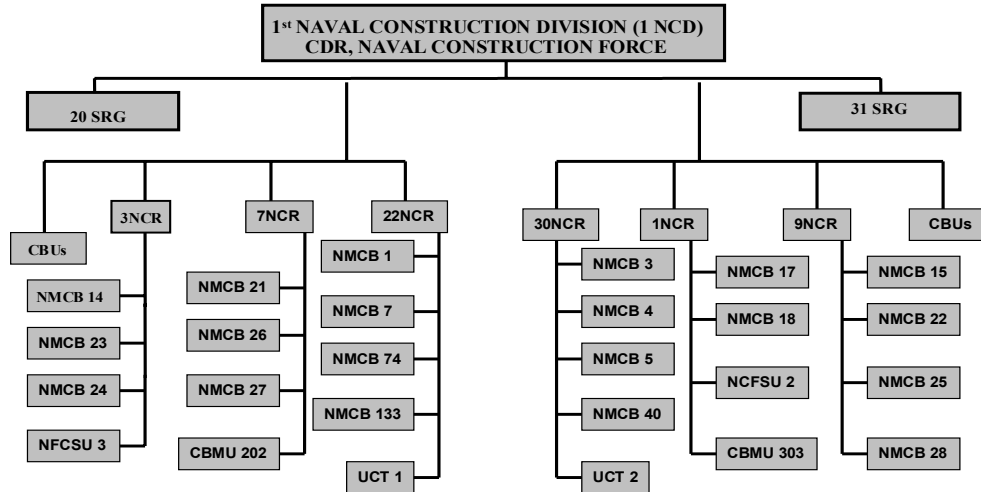 1st NAVAL CONSTRUCTION DIVISION (1 NCD)
CDR, NAVAL CONSTRUCTION FORCE
20 SRG
31 SRG
CBUs
3NCR
NMCB 14
NMCB 23
NMCB 24
NFCSU 3
7NCR
NMCB 21
NMCB 26
NMCB 27
CBMU 202
22NCR
NMCB 1
NMCB 7
NMCB 74
NMCB 133
UCT 1
30NCR
NMCB 3
NMCB 4
NMCB 5
NMCB 40
UCT 2
1NCR
NMCB 17
NMCB 18
NCFSU 2
CBMU 303
9NCR
NMCB 15
NMCB 22
NMCB 25
NMCB 28
CBUs